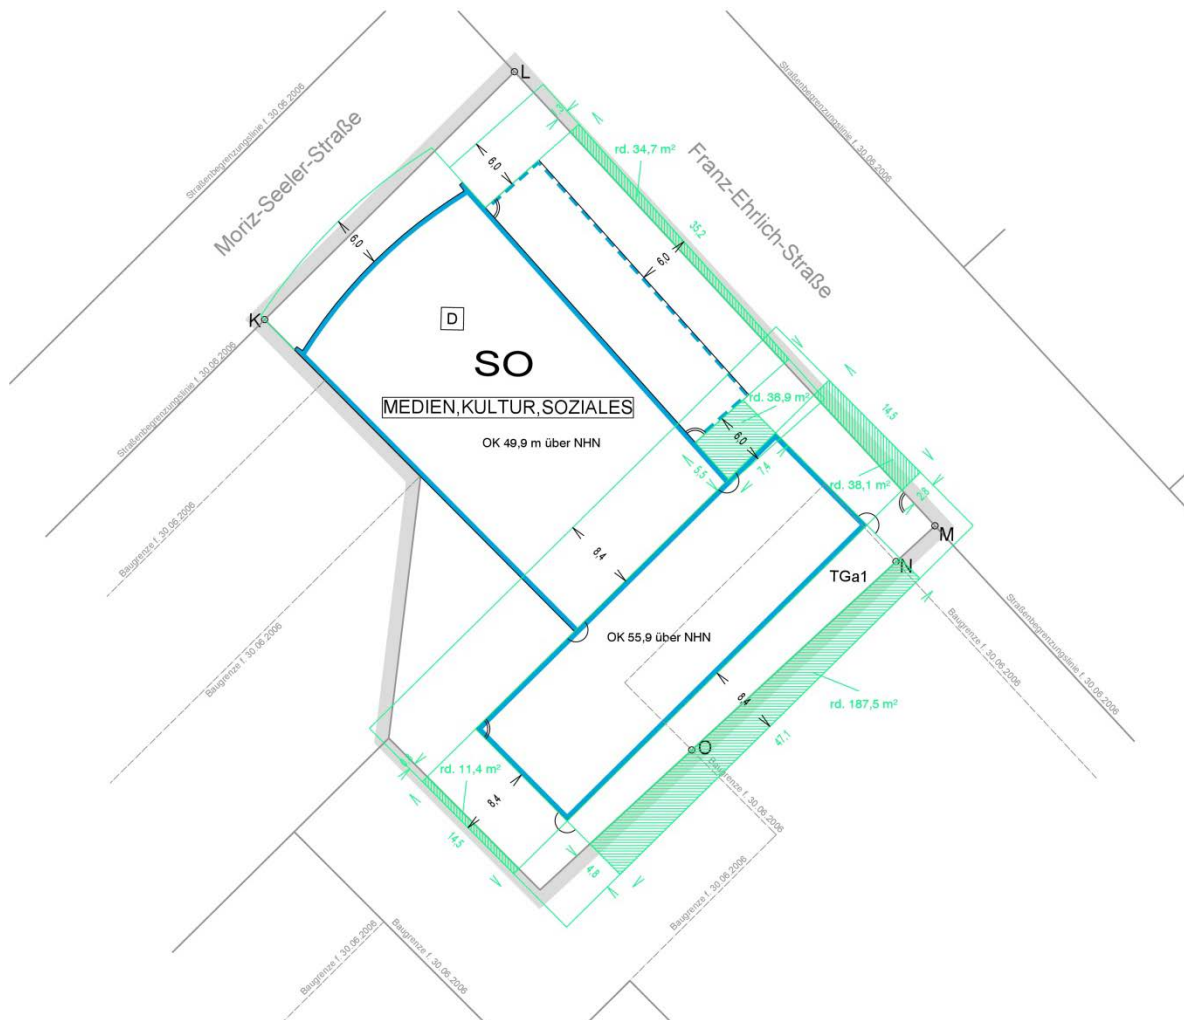 L
Straßenbegrenzungslinie f. 30.06.2006
Straßenbegrenzungslinie f. 30.06.2006
Moriz-Seeler-Straße
Franz-Ehrlich-Straße
rd. 34,7 m²
6,0
35,2
6,0
6,0
K
D
SO
MEDIEN,KULTUR,SOZIALES
OK 49,9 m über NHN
Straßenbegrenzungslinie f. 30.06.2006
rd. 38,9 m²
6,0
5,5
7,4
14,5
rd. 38,1 m²
2,8
M
N
TGa1
8,4
Baugrenze f. 30.06.2006
Baugrenze f. 30.06.2006
OK 55,9 über NHN
Baugrenze f. 30.06.2006
Straßenbegrenzungslinie f. 30.06.2006
8,4
rd. 187,5 m²
47,1
O
Baugrenze f. 30.06.2006
rd. 11,4 m²
8,4
14,5
4,8
Baugrenze f. 30.06.2006
Baugrenze f. 30.06.2006
Baugrenze f. 30.06.2006